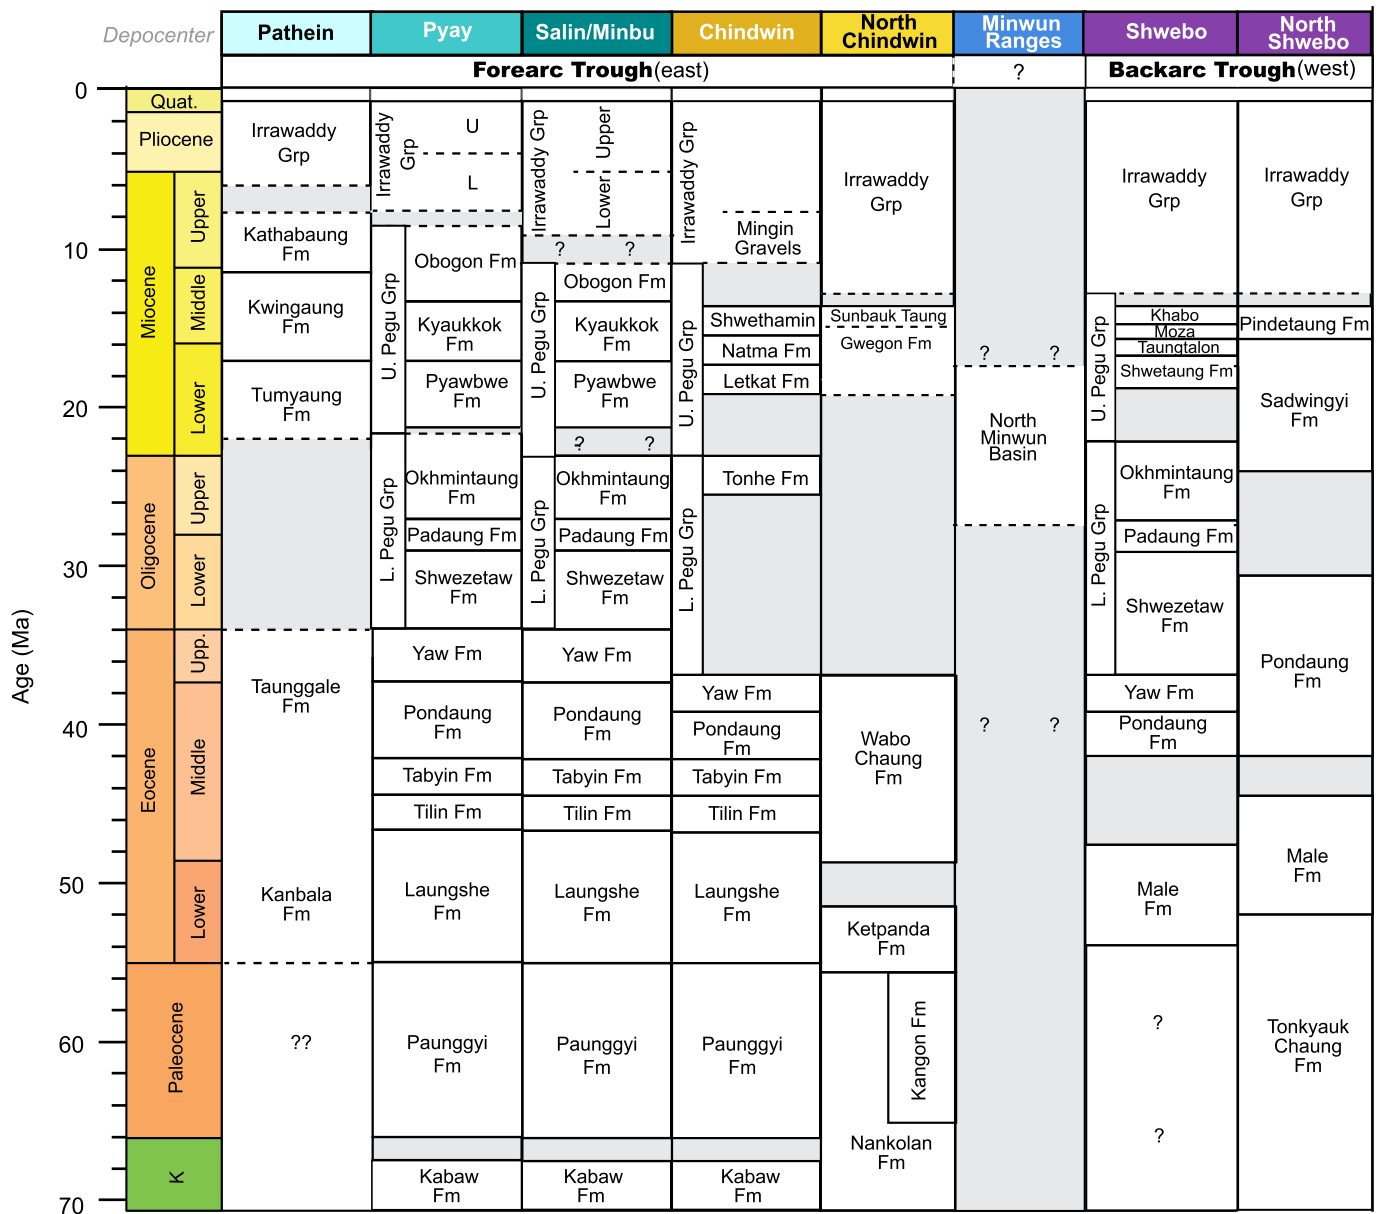 Depocenter
Pathein
Pyay
Salin/Minbu
Chindwin
North
Chindwin
Minwun
Ranges
Shwebo
North
Shwebo
Forearc Trough(east)
?
Backarc Trough(west)
Age (Ma)
0
10
20
30
40
50
60
70
Quat.
Pliocene
Miocene
Upper
Middle
Lower
Oligocene
Upper
Lower
Eocene
Upp.
Middle
Lower
Paleocene
K
Irrawaddy
Grp
Kathabaung
Fm
Kwingaung
Fm
Tumyaung
Fm
Taunggale
Fm
Kanbala
Fm
??
Irrawaddy
Grp
U
L
U. Pegu Grp
Obogon Fm
Kyaukkok
Fm
Pyawbwe
Fm
L. Pegu Grp
Okhmintaung
Fm
Padaung Fm
Shwezetaw
Fm
Yaw Fm
Pondaung
Fm
Tabyin Fm
Tilin Fm
Laungshe
Fm
Paunggyi
Fm
Kabaw
Fm
Irrawaddy Grp
Upper
Lower
? ?
U. Pegu Grp
Obogon Fm
Kyaukkok
Fm
Pyawbwe
Fm
? ?
L. Pegu Grp
Okhmintaung
Fm
Padaung Fm
Shwezetaw
Fm
Yaw Fm
Pondaung
Fm
Tabyin Fm
Tilin Fm
Laungshe
Fm
Paunggyi
Fm
Kabaw
Fm
Irrawaddy Grp
Mingin
Gravels
U. Pegu Grp
Shwethamin
Natma Fm
Letkat Fm
L. Pegu Grp
Tonhe Fm
Yaw Fm
Pondaung
Fm
Tabyin Fm
Tilin Fm
Laungshe
Fm
Paunggyi
Fm
Kabaw
Fm
Irrawaddy
Grp
Sunbauk Taung
Gwegon Fm
Wabo
Chaung
Fm
Ketpanda
Fm
Kangon Fm
Nankolan
Fm
? ?
North
Minwun
Basin
? ?
Irrawaddy
Grp
U. Pegu Grp
Khabo
Moza
Taungtalon
Shwetaung Fm
L. Pegu Grp
Okhmintaung
Fm
Padaung Fm
Shwezetaw
Fm
Yaw Fm
Pondaung
Fm
Male
Fm
?
?
Irrawaddy
Grp
Pindetaung Fm
Sadwingyi
Fm
Pondaung
Fm
Male
Fm
Tonkyauk
Chaung
Fm